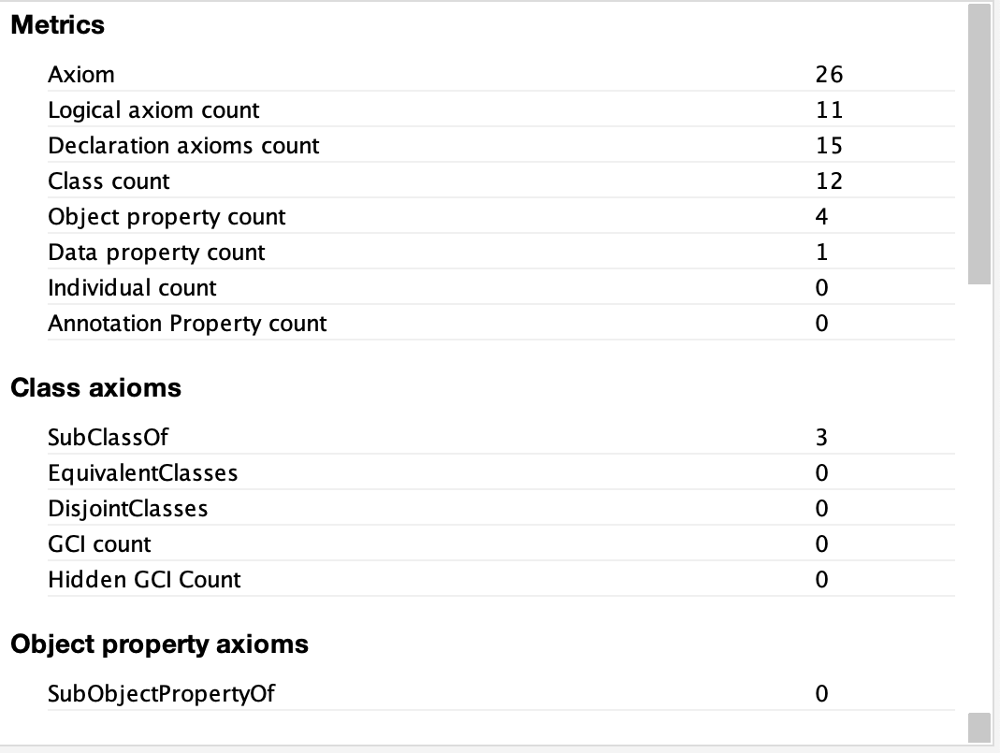 Metrics
Axiom 26
Logical axiom count 11
Declaration axioms count 15
Class count 12
Object property count 4
Data property count 1
Individual count 0
Annotation Property count 0
Class axioms
SubClassOf 3
EquivalentClasses 0
DisjointClasses 0
GCI count 0
Hidden GCI Count 0
Object property axioms
SubObjectPropertyOf 0